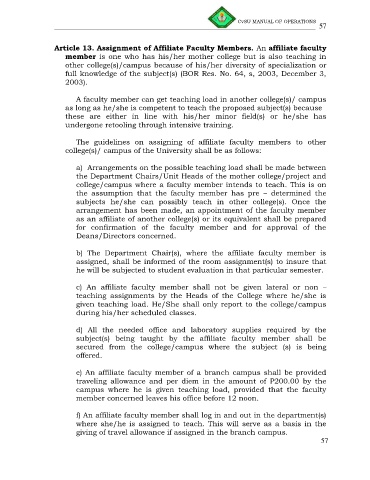 CvSU MANUAL OF OPERATIONS
57
Article 13. Assignment of Affiliate Faculty Members. An affiliate faculty
member is one who has his/her mother college but is also teaching in
other college(s)/campus because of his/her diversity of specialization or
full knowledge of the subject(s) (BOR Res. No. 64, s, 2003, December 3,
2003).
A faculty member can get teaching load in another college(s)/ campus
as long as he/she is competent to teach the proposed subject(s) because
these are either in line with his/her minor field(s) or he/she has
undergone retooling through intensive training.
The guidelines on assigning of affiliate faculty members to other
college(s)/ campus of the University shall be as follows:
a) Arrangements on the possible teaching load shall be made between
the Department Chairs/Unit Heads of the mother college/project and
college/campus where a faculty member intends to teach. This is on
the assumption that the faculty member has pre – determined the
subjects he/she can possibly teach in other college(s). Once the
arrangement has been made, an appointment of the faculty member
as an affiliate of another college(s) or its equivalent shall be prepared
for confirmation of the faculty member and for approval of the
Deans/Directors concerned.
b) The Department Chair(s), where the affiliate faculty member is
assigned, shall be informed of the room assignment(s) to insure that
he will be subjected to student evaluation in that particular semester.
c) An affiliate faculty member shall not be given lateral or non –
teaching assignments by the Heads of the College where he/she is
given teaching load. He/She shall only report to the college/campus
during his/her scheduled classes.
d) All the needed office and laboratory supplies required by the
subject(s) being taught by the affiliate faculty member shall be
secured from the college/campus where the subject (s) is being
offered.
e) An affiliate faculty member of a branch campus shall be provided
traveling allowance and per diem in the amount of P200.00 by the
campus where he is given teaching load, provided that the faculty
member concerned leaves his office before 12 noon.
f) An affiliate faculty member shall log in and out in the department(s)
where she/he is assigned to teach. This will serve as a basis in the
giving of travel allowance if assigned in the branch campus.
57